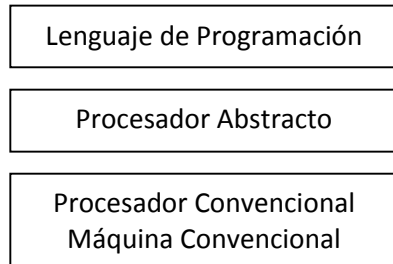 Lenguaje de Programación
Procesador Abstracto
Procesador Convencional
Máquina Convencional